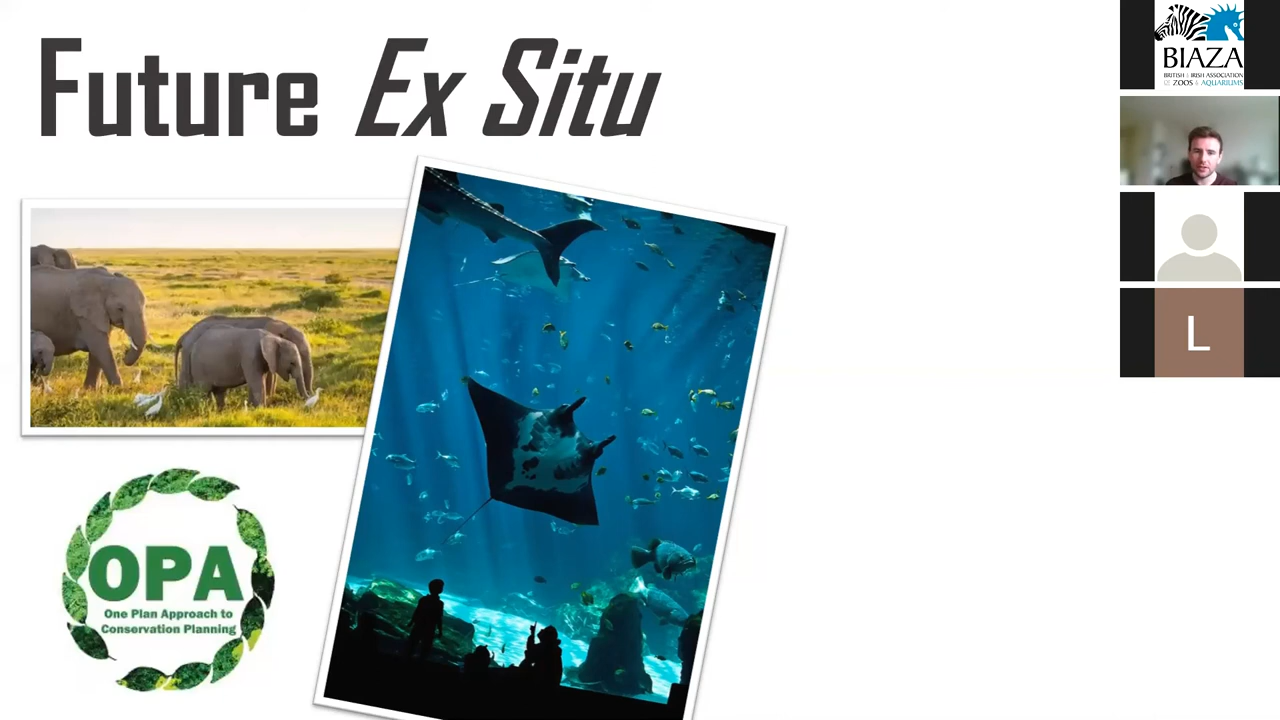 Future Ex Situ
OPA
One Plan Approach to
Conservation Planning
BIAZA
BRITISH & IRISH ASSOCIATION
OF ZOOS & AQUARIUMS
L